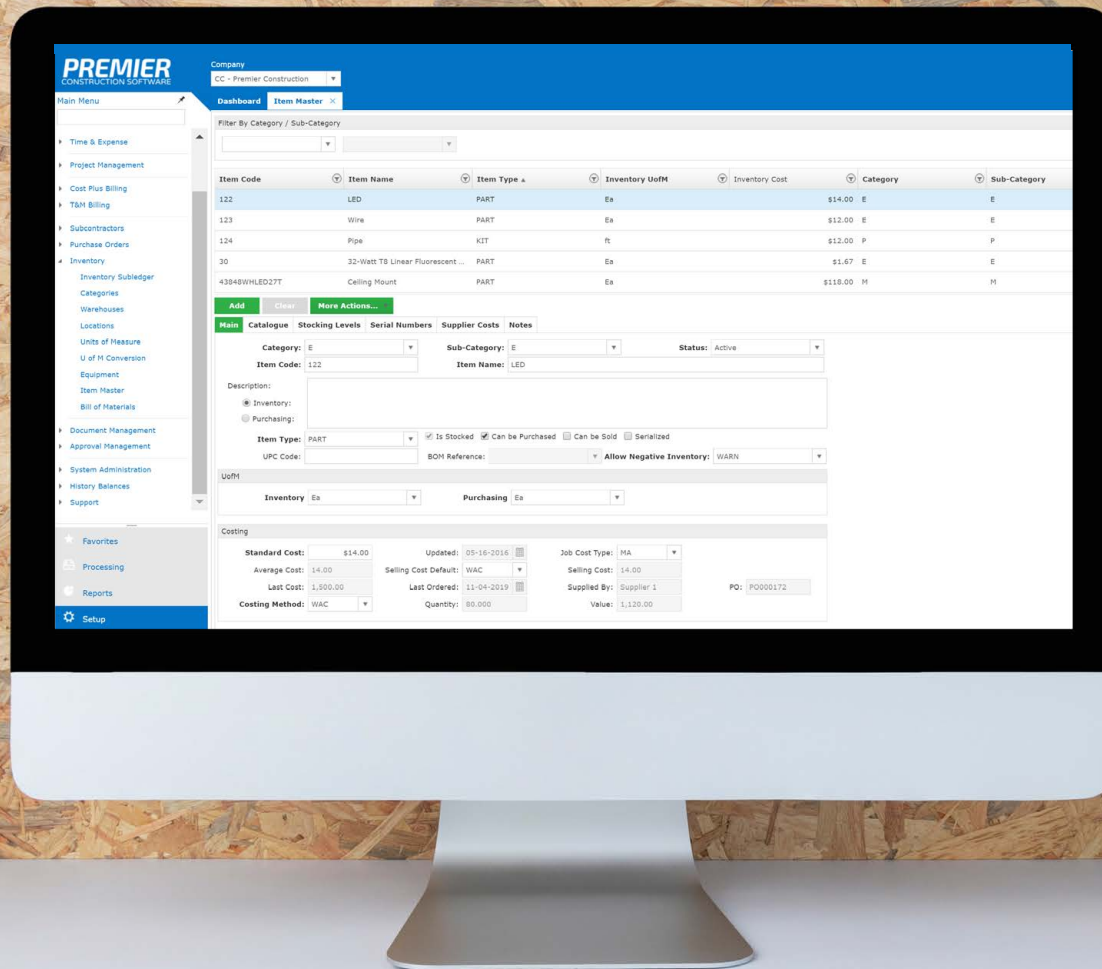 PREMIER
CONSTRUCTION SOFTWARE
Company
CC - Premier Construction
Main Menu
Dashboard Item Master ×
Filter By Category / Sub-Category
Time & Expense
Project Management
Cost Plus Billing
T&M Billing
Subcontractors
Purchase Orders
Inventory
Inventory Subledger
Categories
Warehouses
Locations
Units of Measure
U of M Conversion
Equipment
Item Master
Bill of Materials
Document Management
Approval Management
System Administration
History Balances
Support
Favorites
Processing
Reports
Setup
Item Code Item Name Item Type Inventory UofM Inventory Cost Category Sub-Category
122 LED PART Ea $14.00 E E
123 Wire PART Ea $12.00 E E
124 Pipe KIT ft $12.00 P P
30 32-Watt T8 Linear Fluorescent ... PART Ea $1.67 E E
43848WHLED27T Ceiling Mount PART Ea $118.00 M M
Add Clear More Actions...
Main Catalogue Stocking Levels Serial Numbers Supplier Costs Notes
Category: E Sub-Category: E Status: Active
Item Code: 122 Item Name: LED
Description:
Inventory:
Purchasing:
Item Type: PART Is Stocked Can be Purchased Can be Sold Serialized
UPC Code: BOM Reference: Allow Negative Inventory: WARN
UofM
Inventory Ea Purchasing Ea
Costing
Standard Cost: $14.00 Updated: 05-16-2016 Job Cost Type: MA
Average Cost: 14.00 Selling Cost Default: WAC Selling Cost: 14.00
Last Cost: 1,500.00 Last Ordered: 11-04-2019 Supplied By: Supplier 1 PO: PO000172
Costing Method: WAC Quantity: 80.000 Value: 1,120.00